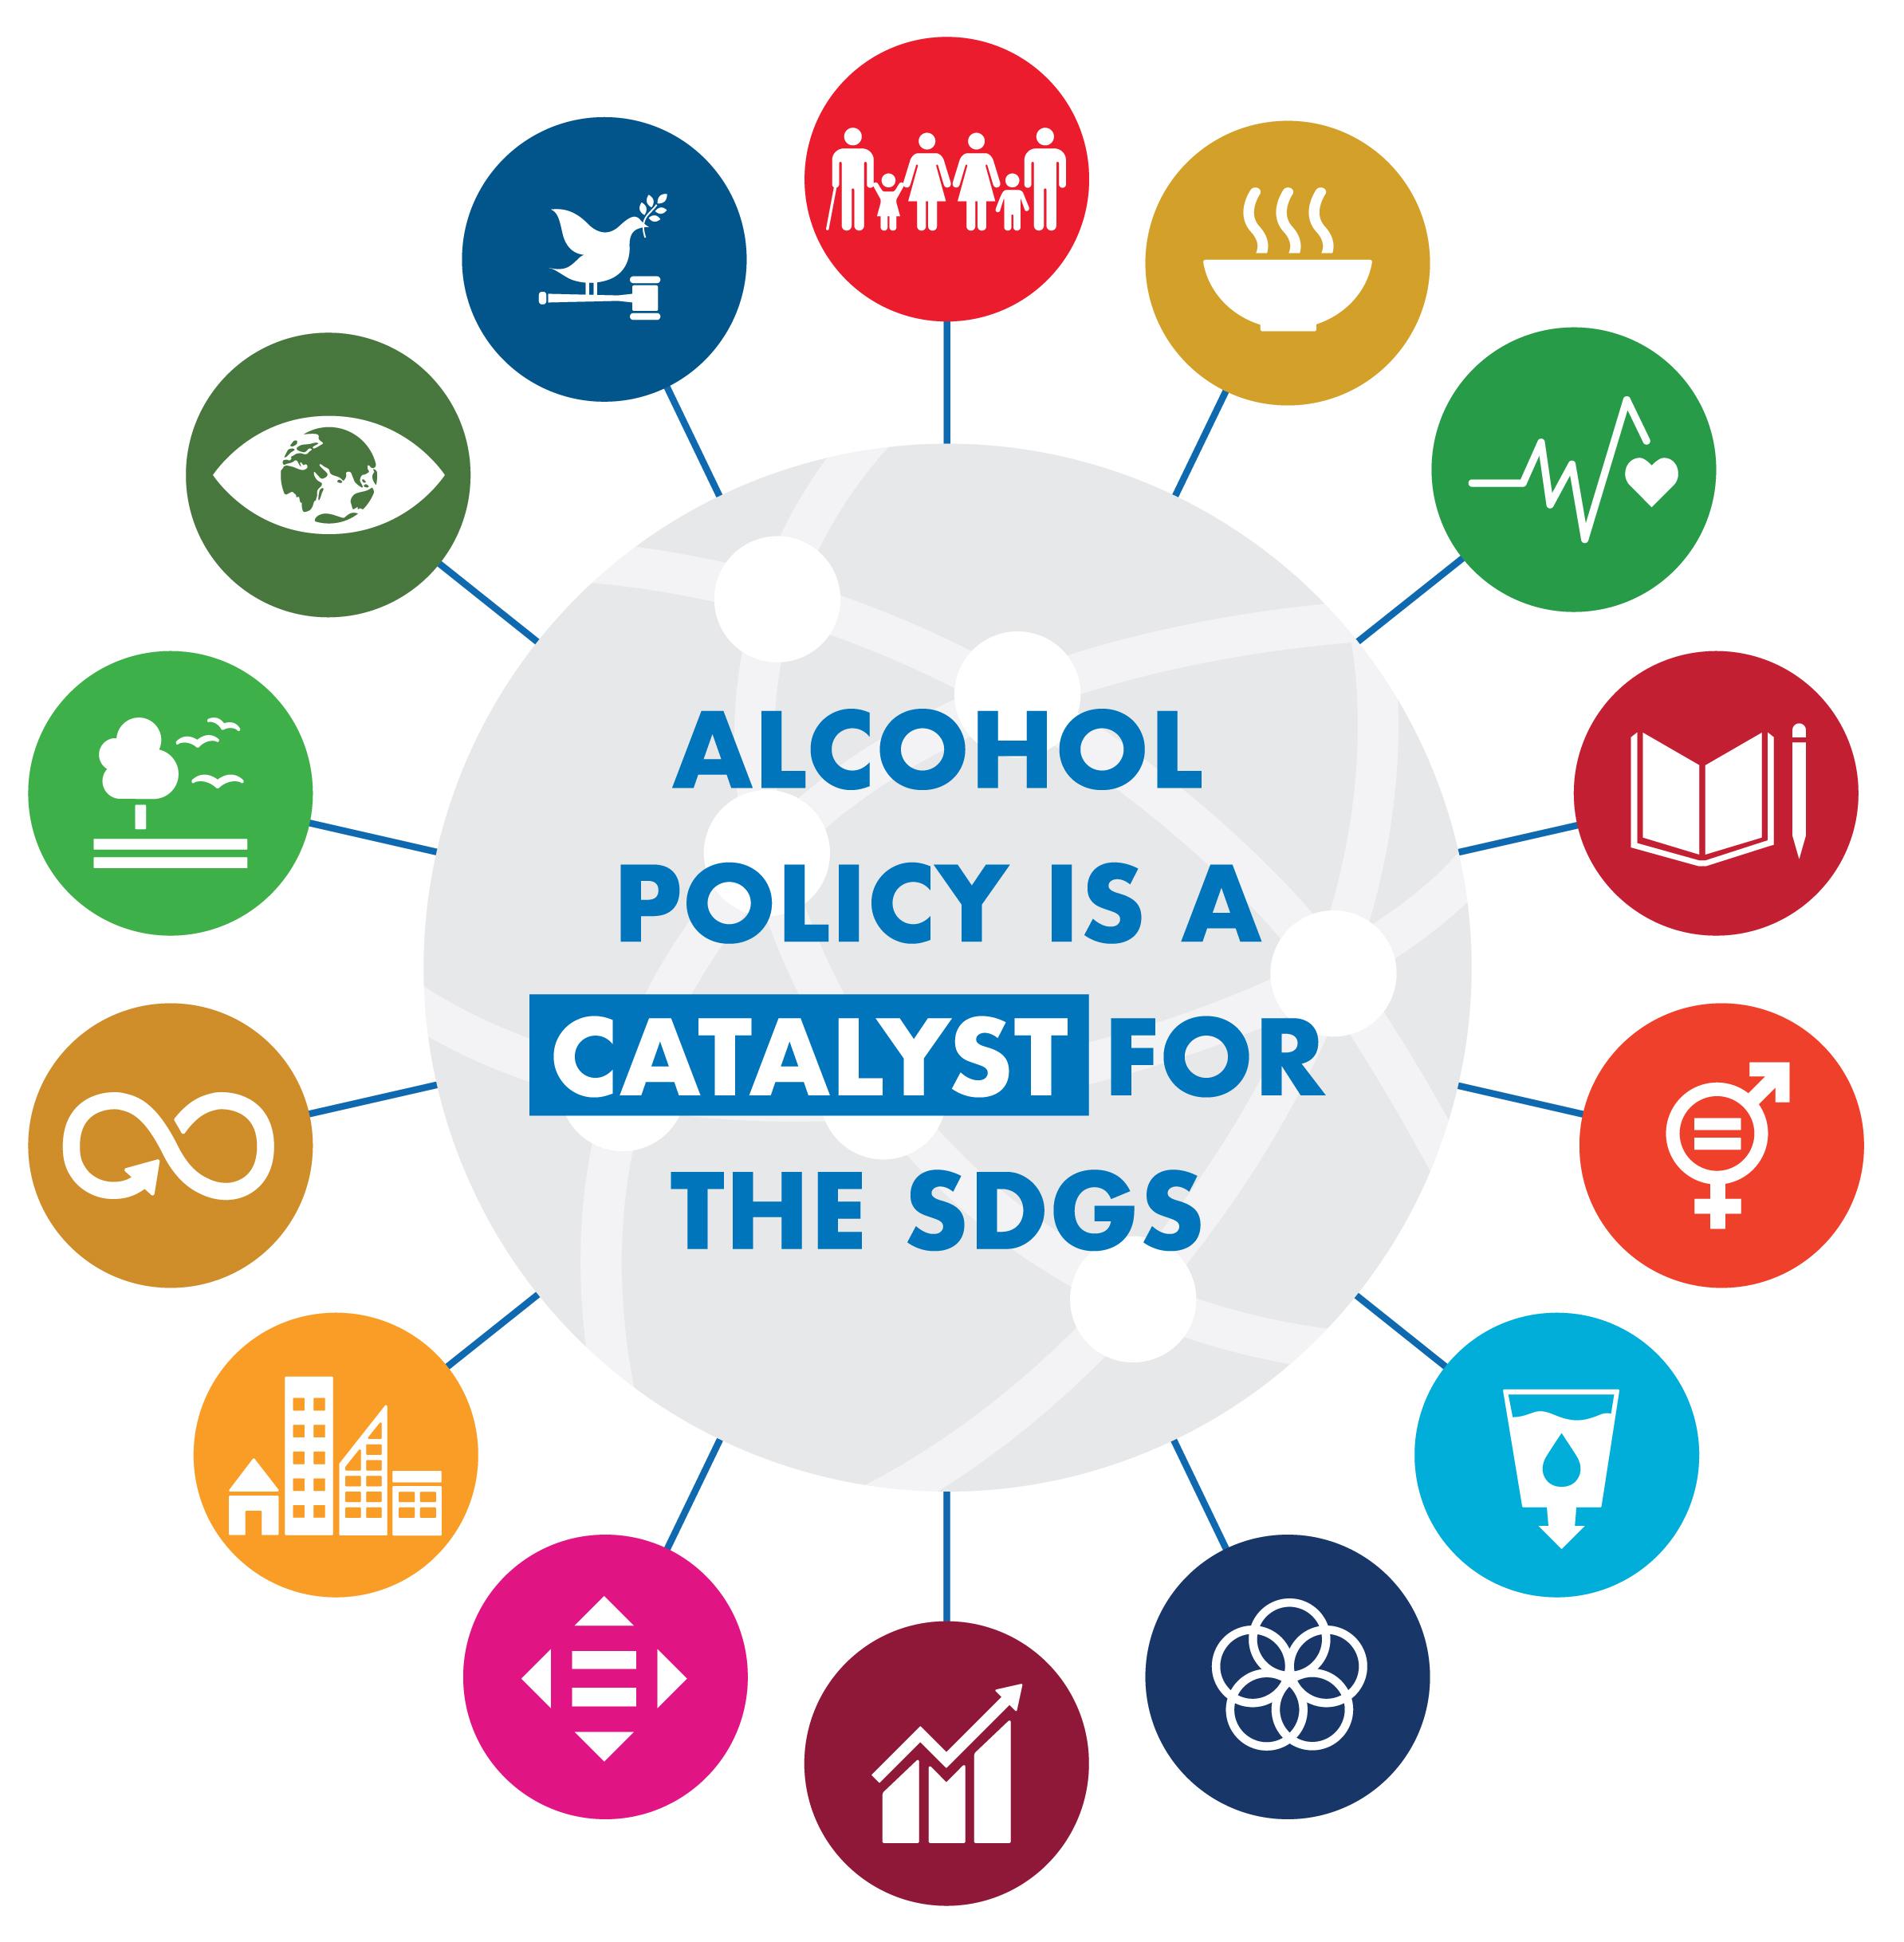 ALCOHOL
POLICY IS A
CATALYST FOR
THE SDGS